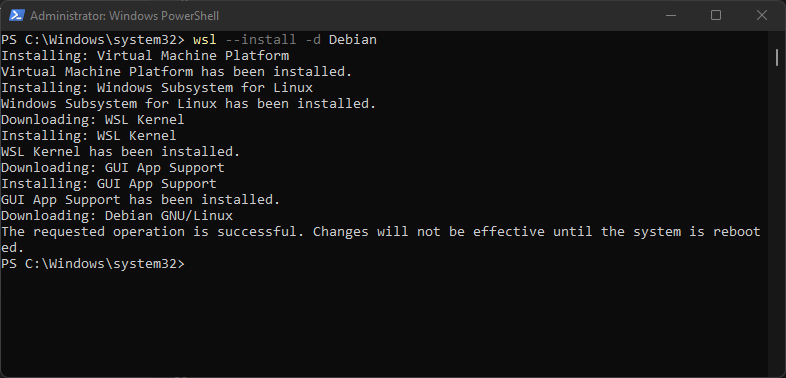 Administrator: Windows PowerShell
PS C:\Windows\system32> wsl --install -d Debian
Installing: Virtual Machine Platform
Virtual Machine Platform has been installed.
Installing: Windows Subsystem for Linux
Windows Subsystem for Linux has been installed.
Downloading: WSL Kernel
Installing: WSL Kernel
WSL Kernel has been installed.
Downloading: GUI App Support
Installing: GUI App Support
GUI App Support has been installed.
Downloading: Debian GNU/Linux
The requested operation is successful. Changes will not be effective until the system is reboot
ed.
PS C:\Windows\system32>